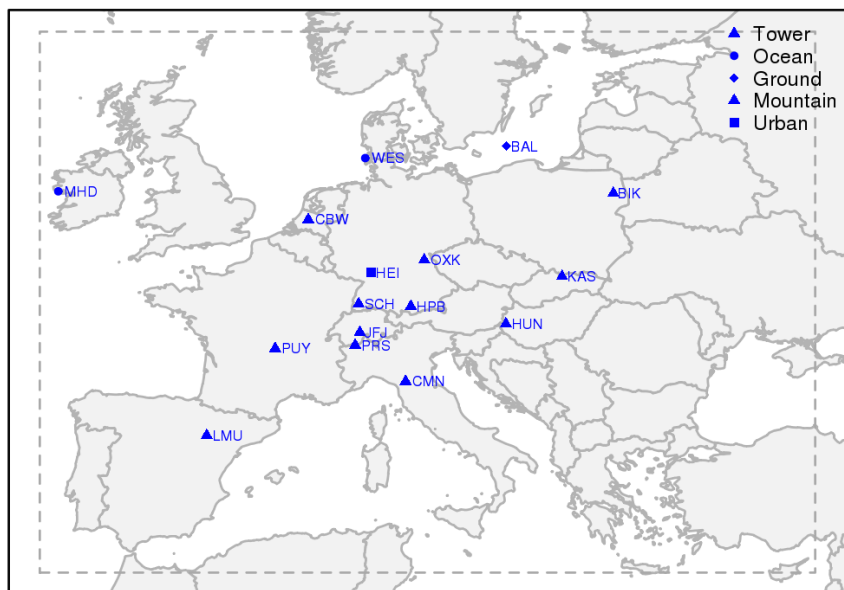 Tower
Ocean
Ground
Mountain
Urban
BAL
WES
MHD
BIK
CBW
OXK
HEI
KAS
SCH
HPB
HUN
JFJ
PRS
PUY
CMN
LMU